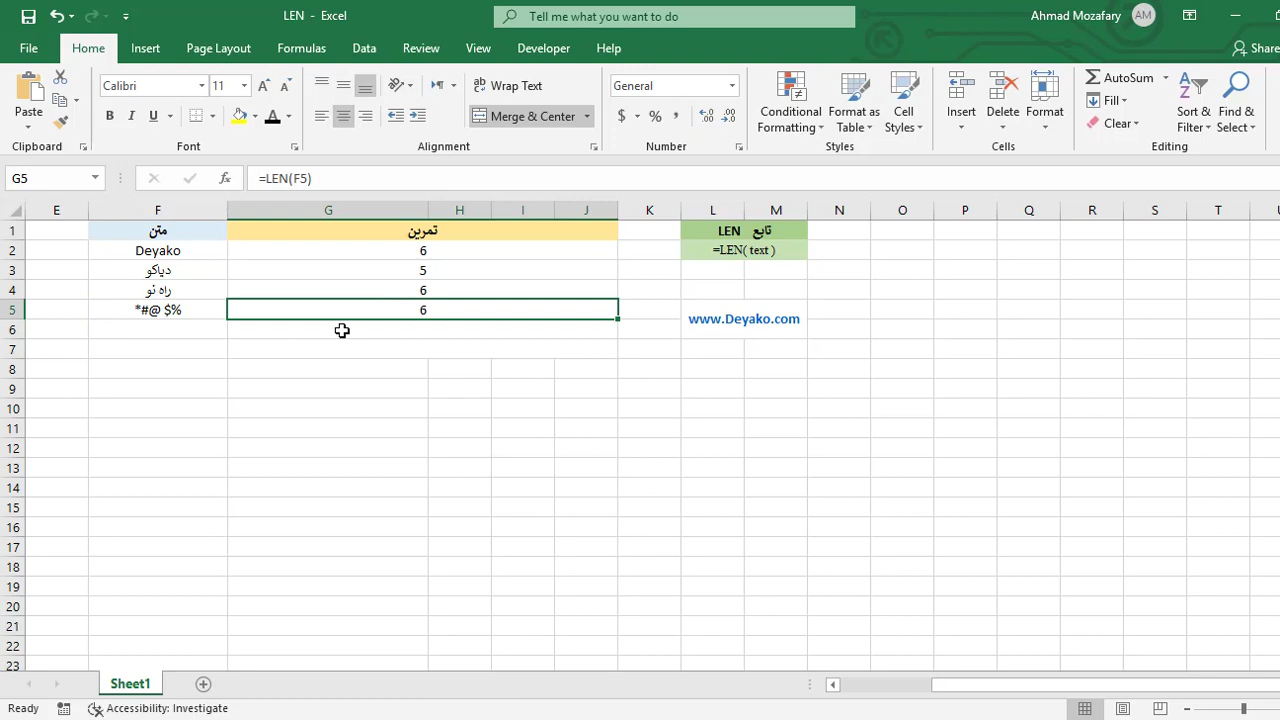 LEN - Excel
Tell me what you want to do
Ahmad Mozafary AM
File Home Insert Page Layout Formulas Data Review View Developer Help Share
Paste
Calibri 11
B I U
Wrap Text
Merge & Center
General
$ % ,
Conditional Formatting
Format as Table
Cell Styles
Insert
Delete
Format
AutoSum
Fill
Clear
Sort & Filter
Find & Select
Clipboard Font Alignment Number Styles Cells Editing
G5 fx =LEN(F5)
E F G H I J K L M N O P Q R S T
1 متن تمرین تابع LEN
2 Deyako 6 =LEN( text )
3 دیاکو 5
4 راه نو 6
5 *#@ $% 6
www.Deyako.com
6
7
8
9
10
11
12
13
14
15
16
17
18
19
20
21
22
23
Sheet1
Ready Accessibility: Investigate